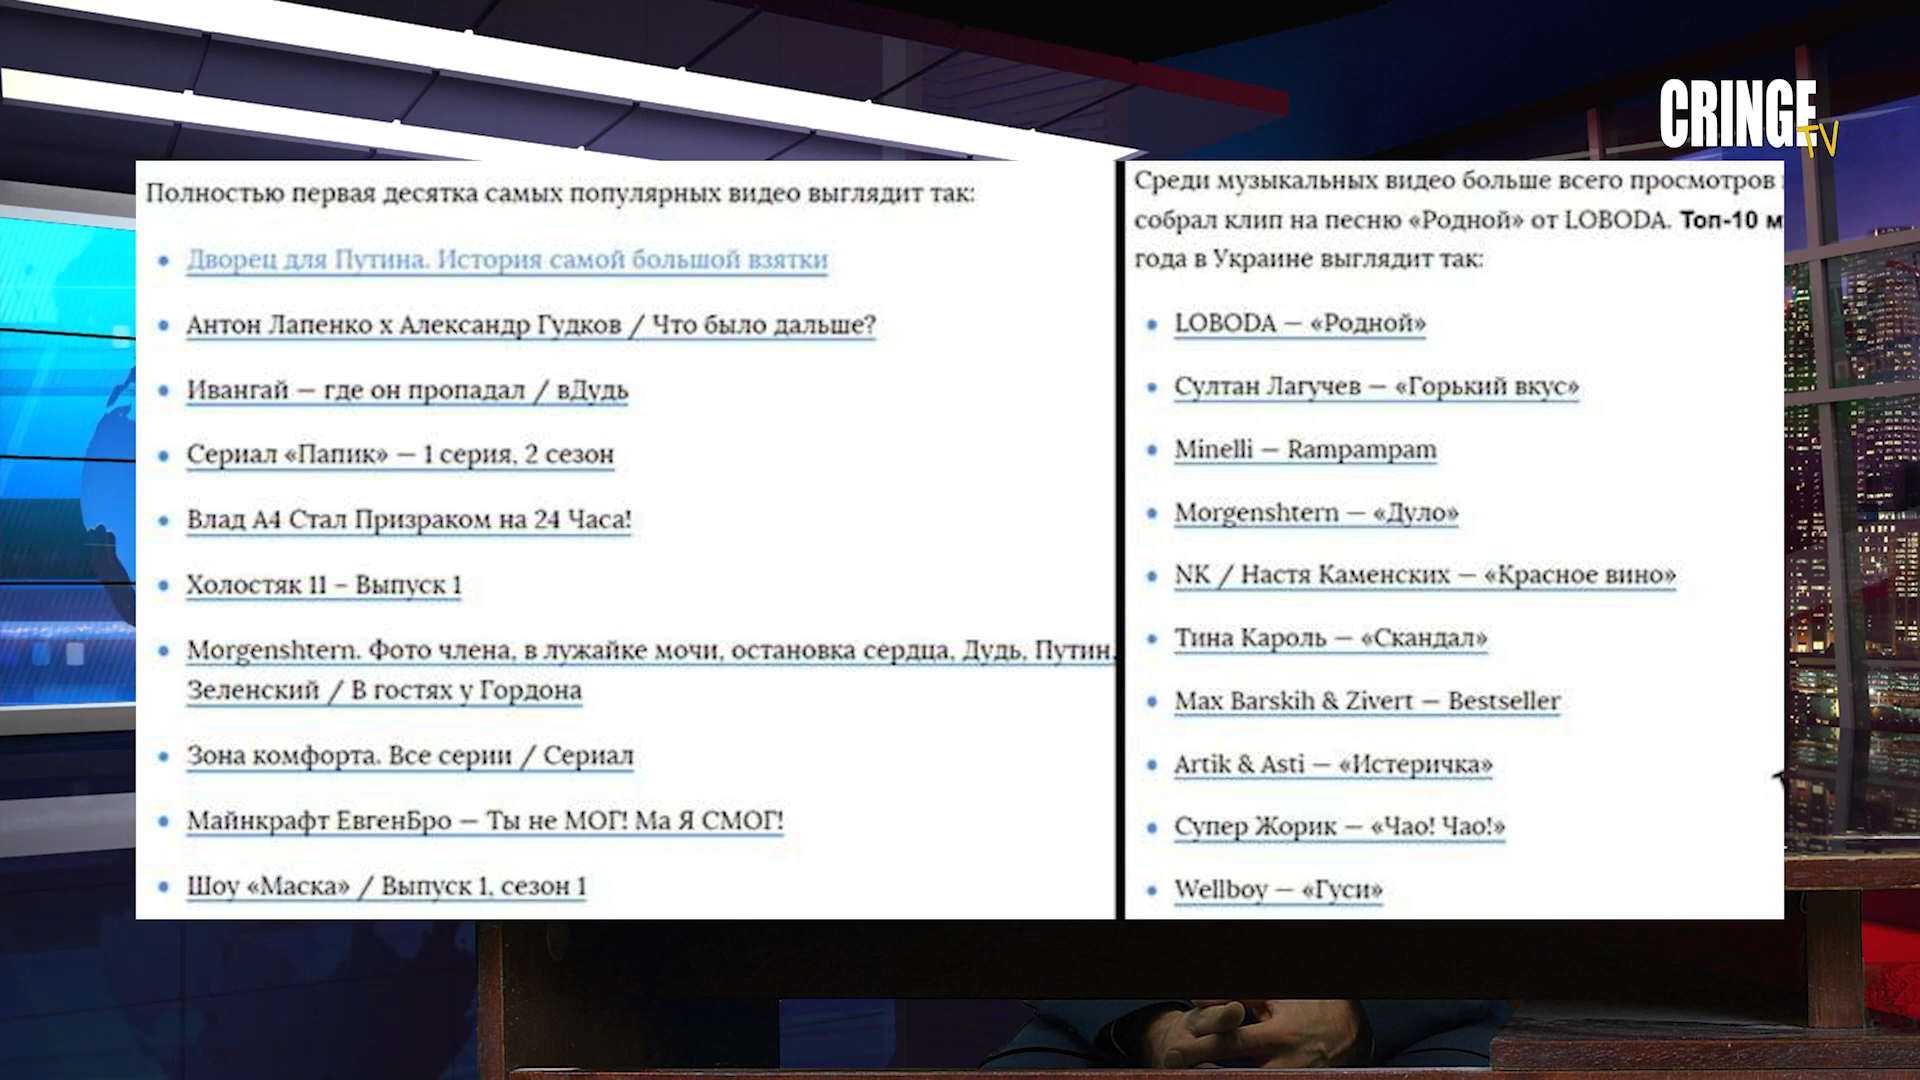 CRINGE
TV
Полностью первая десятка самых популярных видео выглядит так:
Дворец для Путина. История самой большой взятки
Антон Лапенко х Александр Гудков / Что было дальше?
Ивангай — где он пропадал / вДудь
Сериал «Папик» — 1 серия, 2 сезон
Влад А4 Стал Призраком на 24 Часа!
Холостяк 11 – Выпуск 1
Morgenshtern. Фото члена, в лужайке мочи, остановка сердца, Дудь, Путин,
Зеленский / В гостях у Гордона
Зона комфорта. Все серии / Сериал
Майнкрафт ЕвгенБро — Ты не МОГ! Ма Я СМОГ!
Шоу «Маска» / Выпуск 1, сезон 1
Среди музыкальных видео больше всего просмотров
собрал клип на песню «Родной» от LOBODA. Топ-10
года в Украине выглядит так:
LOBODA — «Родной»
Султан Лагучев — «Горький вкус»
Minelli — Rampampam
Morgenshtern — «Дуло»
NK / Настя Каменских — «Красное вино»
Тина Кароль — «Скандал»
Max Barskih & Zivert — Bestseller
Artik & Asti — «Истеричка»
Супер Жорик — «Чао! Чао!»
Wellboy — «Гуси»